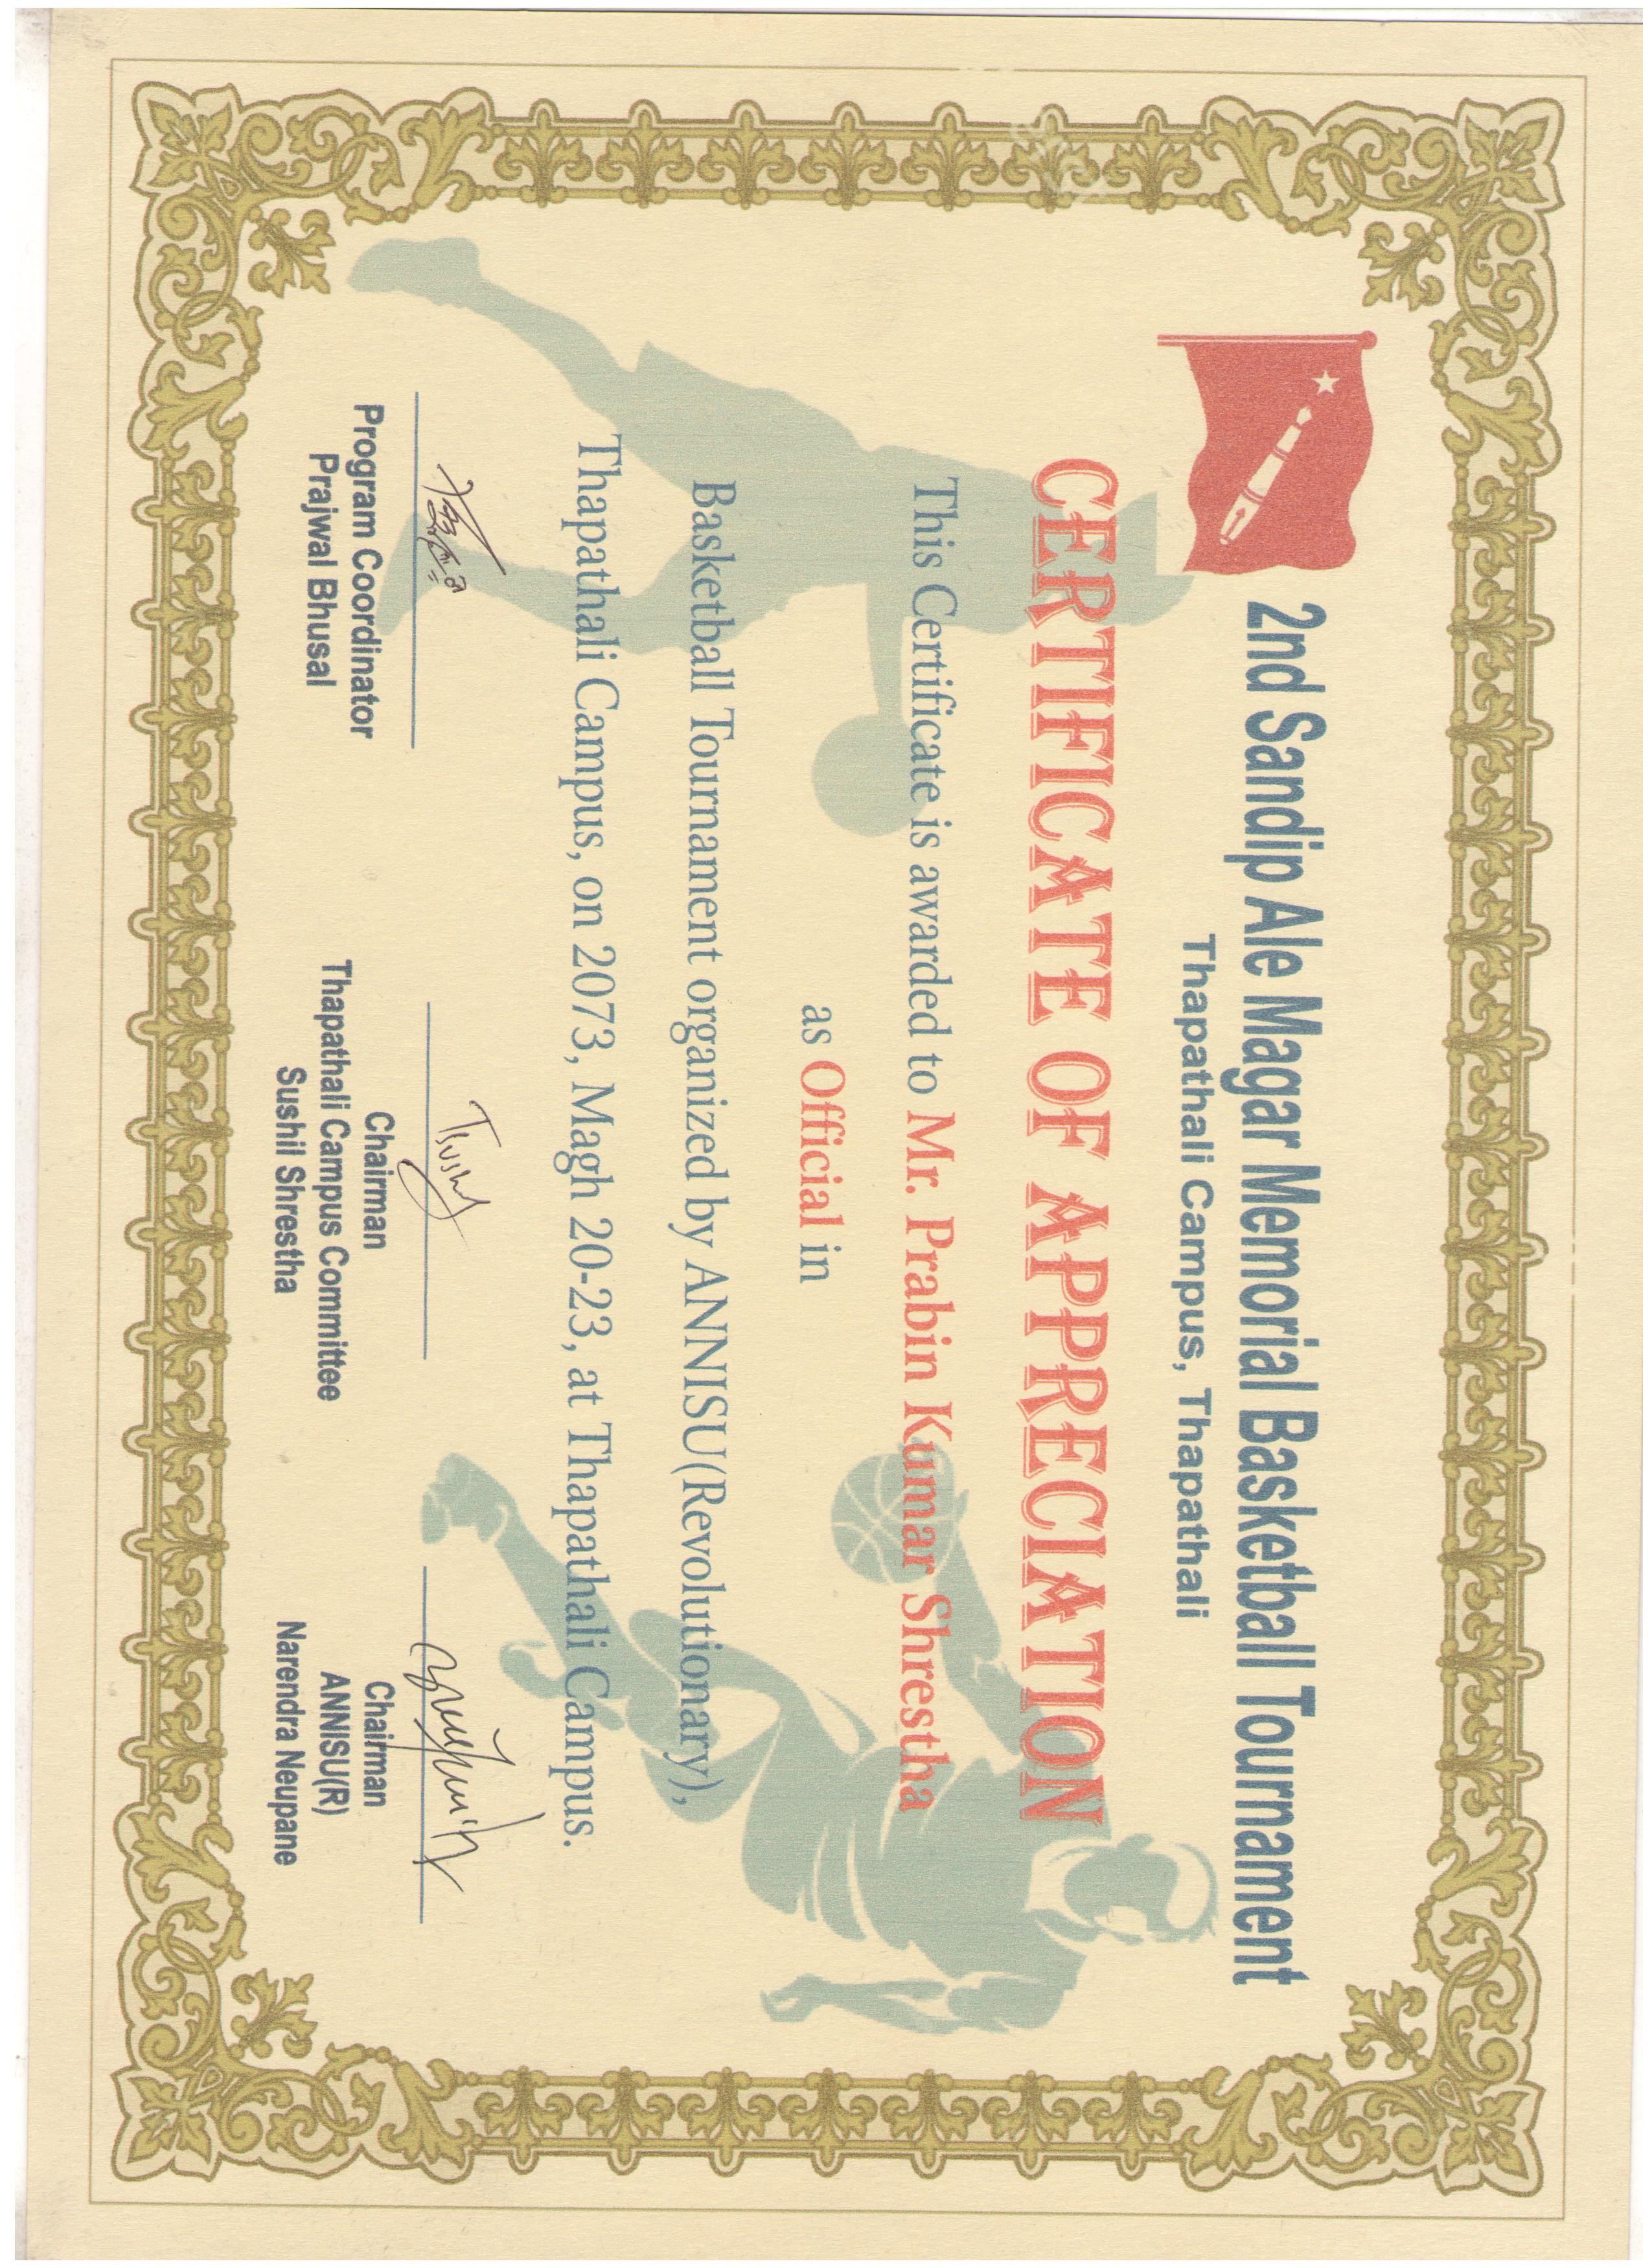 2nd Sandip Ale Magar Memorial Basketball Tournament
Thapathali Campus, Thapathali
CERTIFICATE OF APPRECIATION
This Certificate is awarded to Mr. Prabin Kumar Shrestha
as Official in
Basketball Tournament organized by ANNISU(Revolutionary),
Thapathali Campus, on 2073, Magh 20-23, at Thapathali Campus.
Program Coordinator
Prajwal Bhusal
Chairman
Thapathali Campus Committee
Sushil Shrestha
Chairman
ANNISU(R)
Narendra Neupane